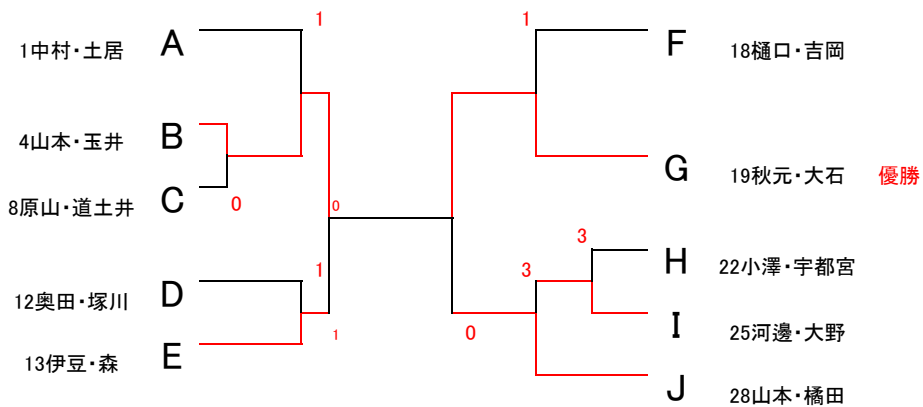 A 1 1 F
1中村・土居 18樋口・吉岡
4山本・玉井 B
G 19秋元・大石 優勝
8原山・道土井 C 0 0
3 H 22小澤・宇都宮
12奥田・塚川 D 1 3
1 0 I 25河邊・大野
13伊豆・森 E
J 28山本・橘田